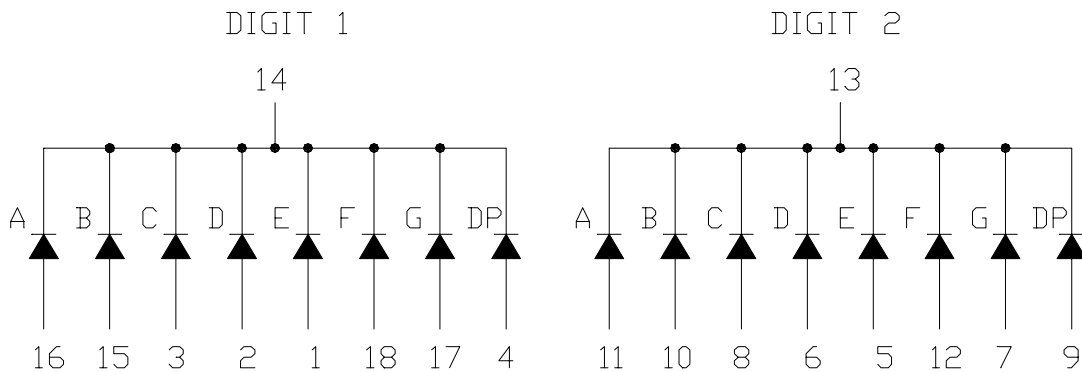 DIGIT 1 DIGIT 2
14 13
A B C D E F G DP A B C D E F G DP
16 15 3 2 1 18 17 4 11 10 8 6 5 12 7 9